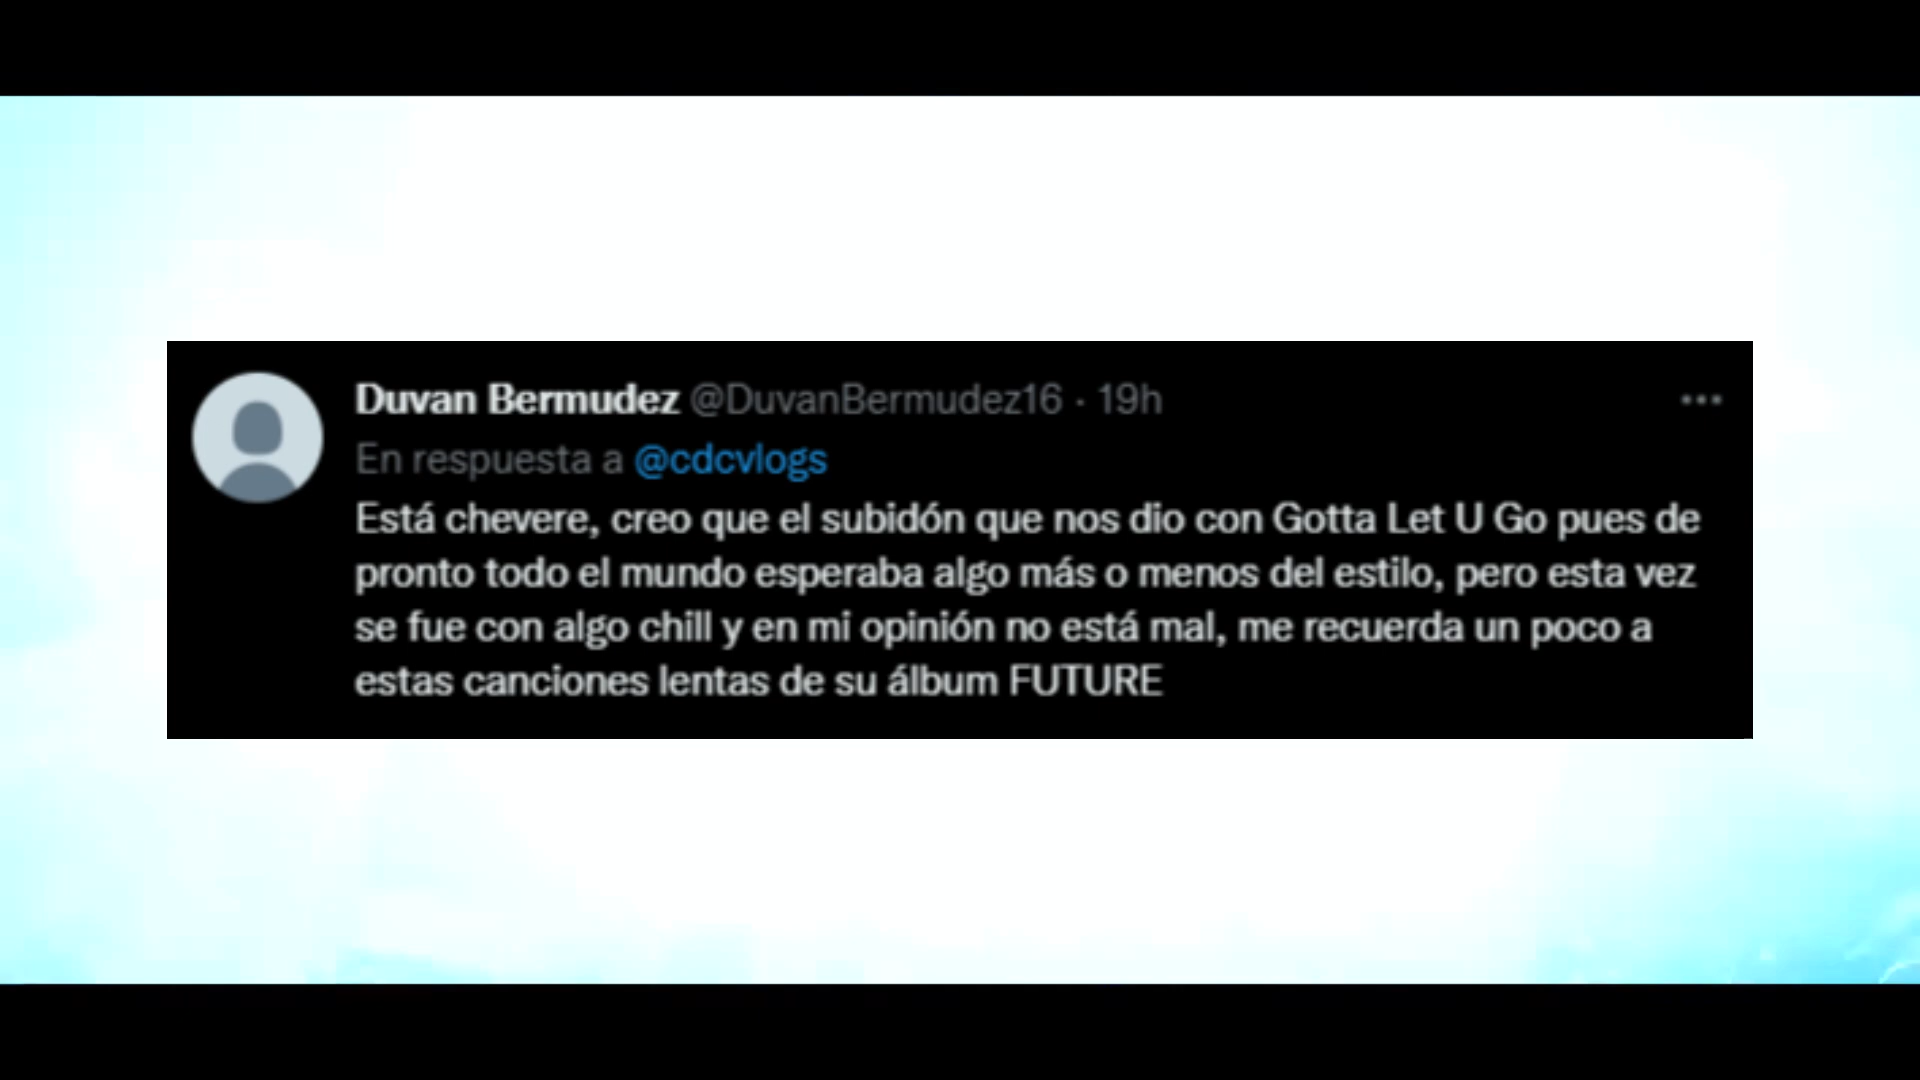 Duvan Bermudez @DuvanBermudez16 · 19h
En respuesta a @cdcvlogs
Está chevere, creo que el subidón que nos dio con Gotta Let U Go pues de
pronto todo el mundo esperaba algo más o menos del estilo, pero esta vez
se fue con algo chill y en mi opinión no está mal, me recuerda un poco a
estas canciones lentas de su álbum FUTURE